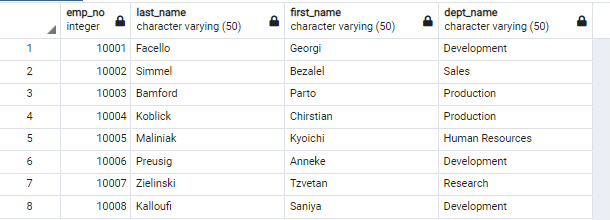 emp_no last_name first_name dept_name
integer character varying (50) character varying (50) character varying (50)
1 10001 Facello Georgi Development
2 10002 Simmel Bezalel Sales
3 10003 Bamford Parto Production
4 10004 Koblick Chirstian Production
5 10005 Maliniak Kyoichi Human Resources
6 10006 Preusig Anneke Development
7 10007 Zielinski Tzvetan Research
8 10008 Kalloufi Saniya Development